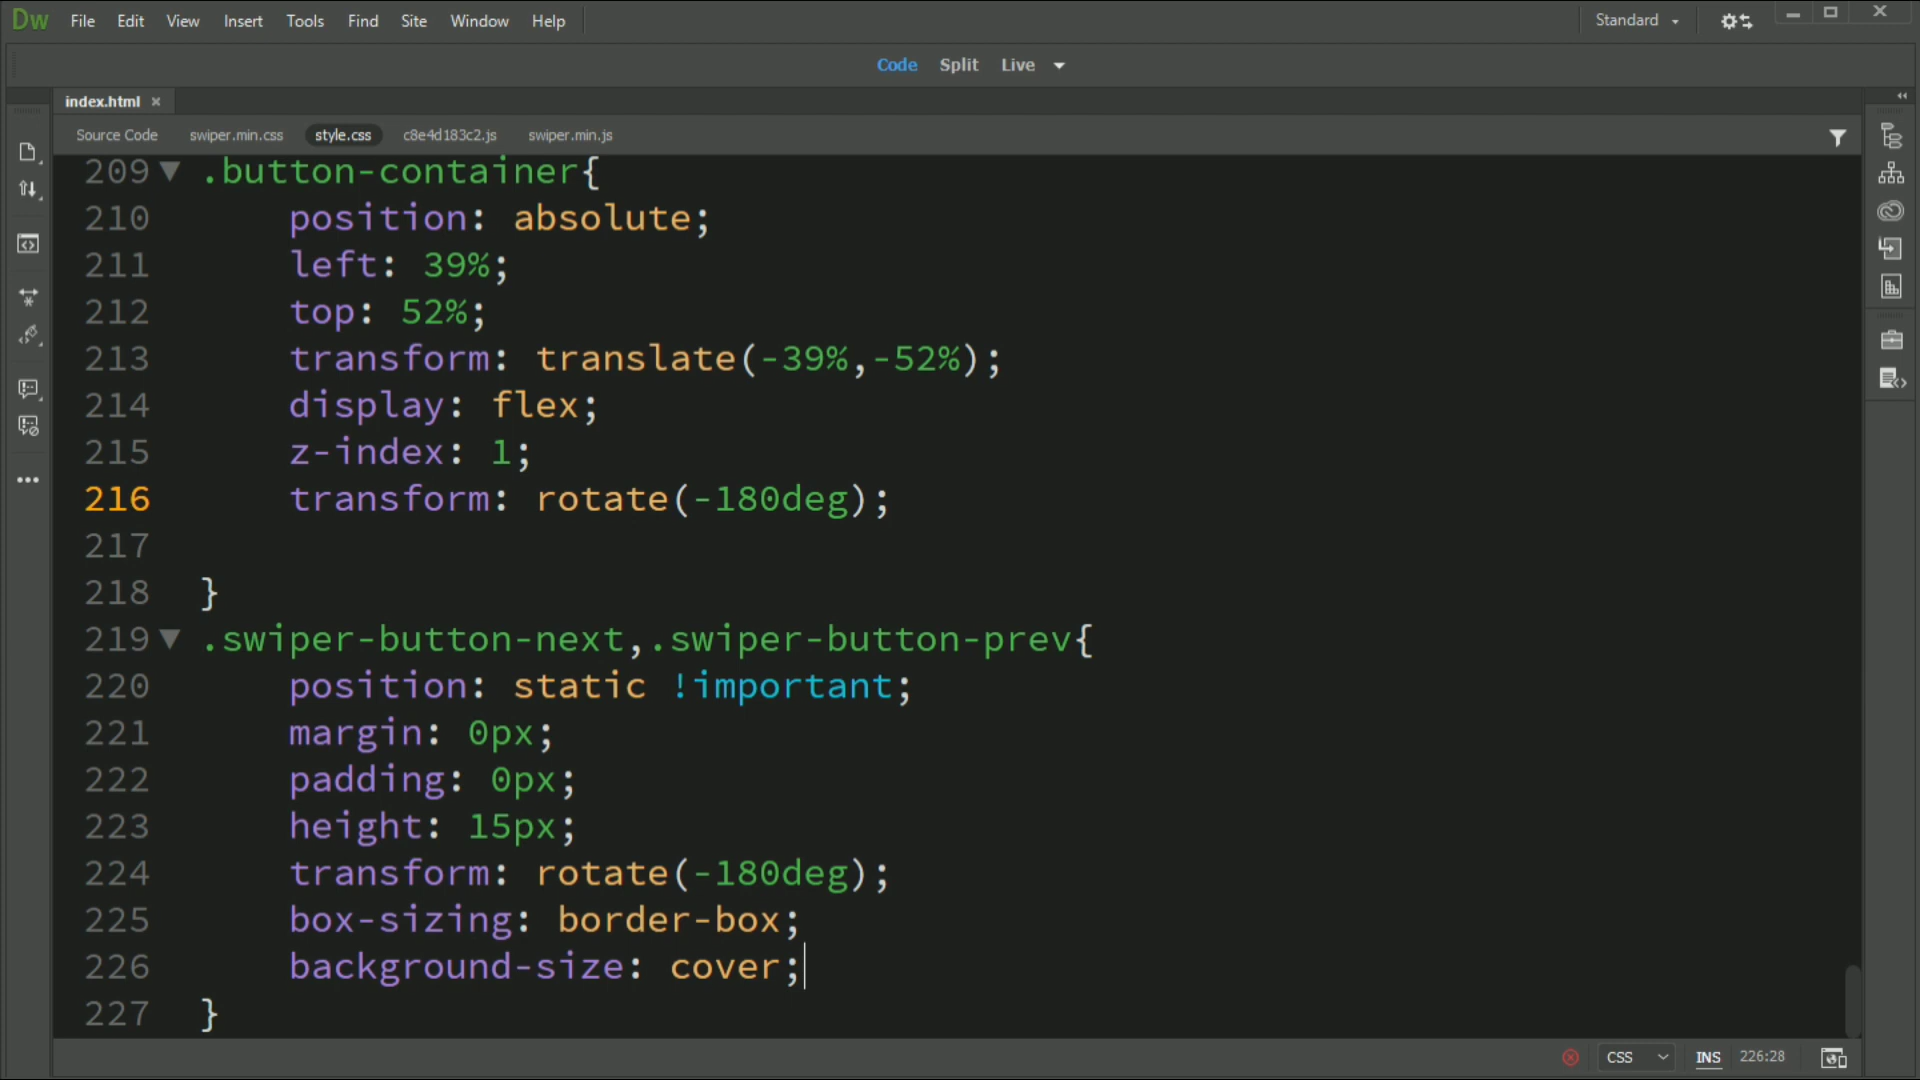 Dw File Edit View Insert Tools Find Site Window Help Standard
Code Split Live
index.html ×
Source Code swiper.min.css style.css c8e4d183c2.js swiper.min.js
209 .button-container{
210 position: absolute;
211 left: 39%;
212 top: 52%;
213 transform: translate(-39%,-52%);
214 display: flex;
215 z-index: 1;
216 transform: rotate(-180deg);
217
218 }
219 .swiper-button-next,.swiper-button-prev{
220 position: static !important;
221 margin: 0px;
222 padding: 0px;
223 height: 15px;
224 transform: rotate(-180deg);
225 box-sizing: border-box;
226 background-size: cover;
227 }
CSS INS 226:28